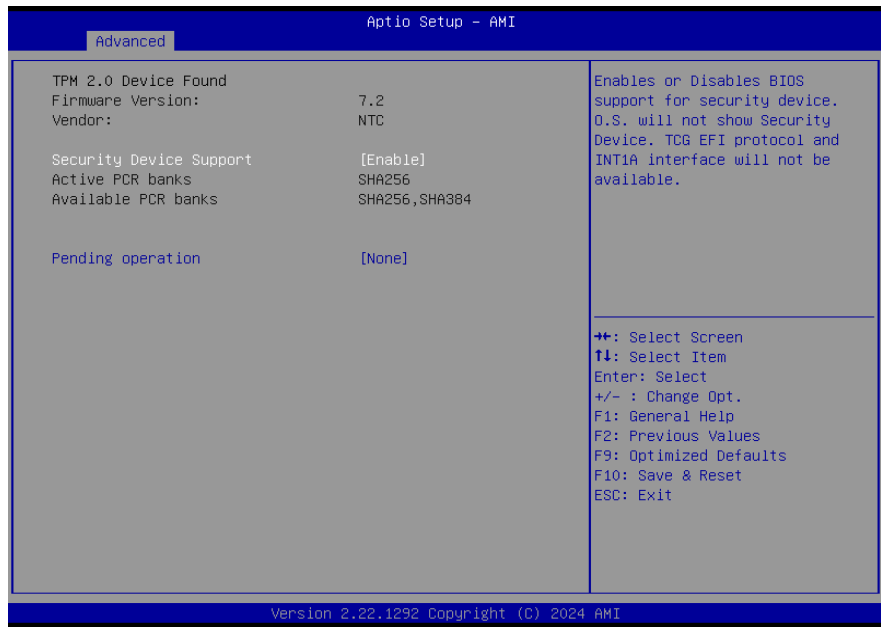 Aptio Setup - AMI
Advanced
TPM 2.0 Device Found
Firmware Version: 7.2
Vendor: NTC
Security Device Support [Enable]
Active PCR banks SHA256
Available PCR banks SHA256,SHA384
Pending operation [None]
Enables or Disables BIOS
support for security device.
O.S. will not show Security
Device. TCG EFI protocol and
INT1A interface will not be
available.
→←: Select Screen
↑↓: Select Item
Enter: Select
+/- : Change Opt.
F1: General Help
F2: Previous Values
F9: Optimized Defaults
F10: Save & Reset
ESC: Exit
Version 2.22.1292 Copyright (C) 2024 AMI